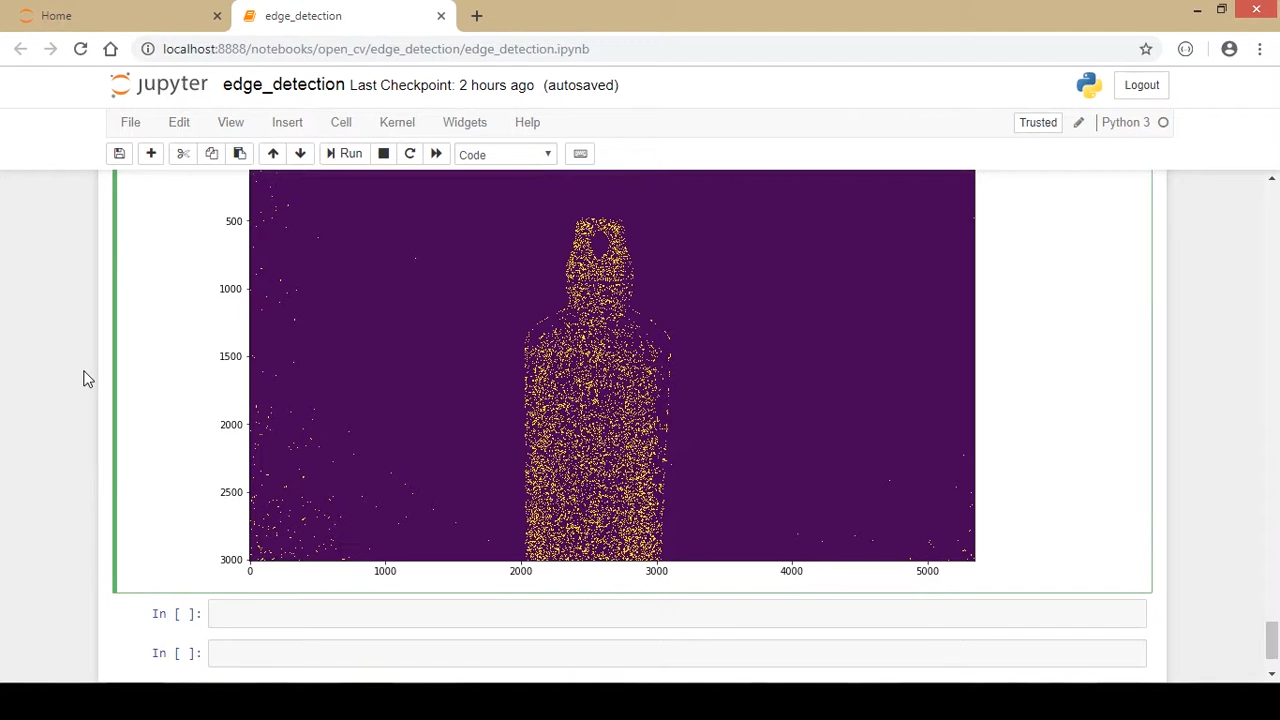 Home
edge_detection
localhost:8888/notebooks/open_cv/edge_detection/edge_detection.ipynb
jupyter edge_detection Last Checkpoint: 2 hours ago (autosaved)
Logout
File Edit View Insert Cell Kernel Widgets Help
Trusted
Python 3
Run
Code
500
1000
1500
2000
2500
3000
0 1000 2000 3000 4000 5000
In [ ]:
In [ ]: